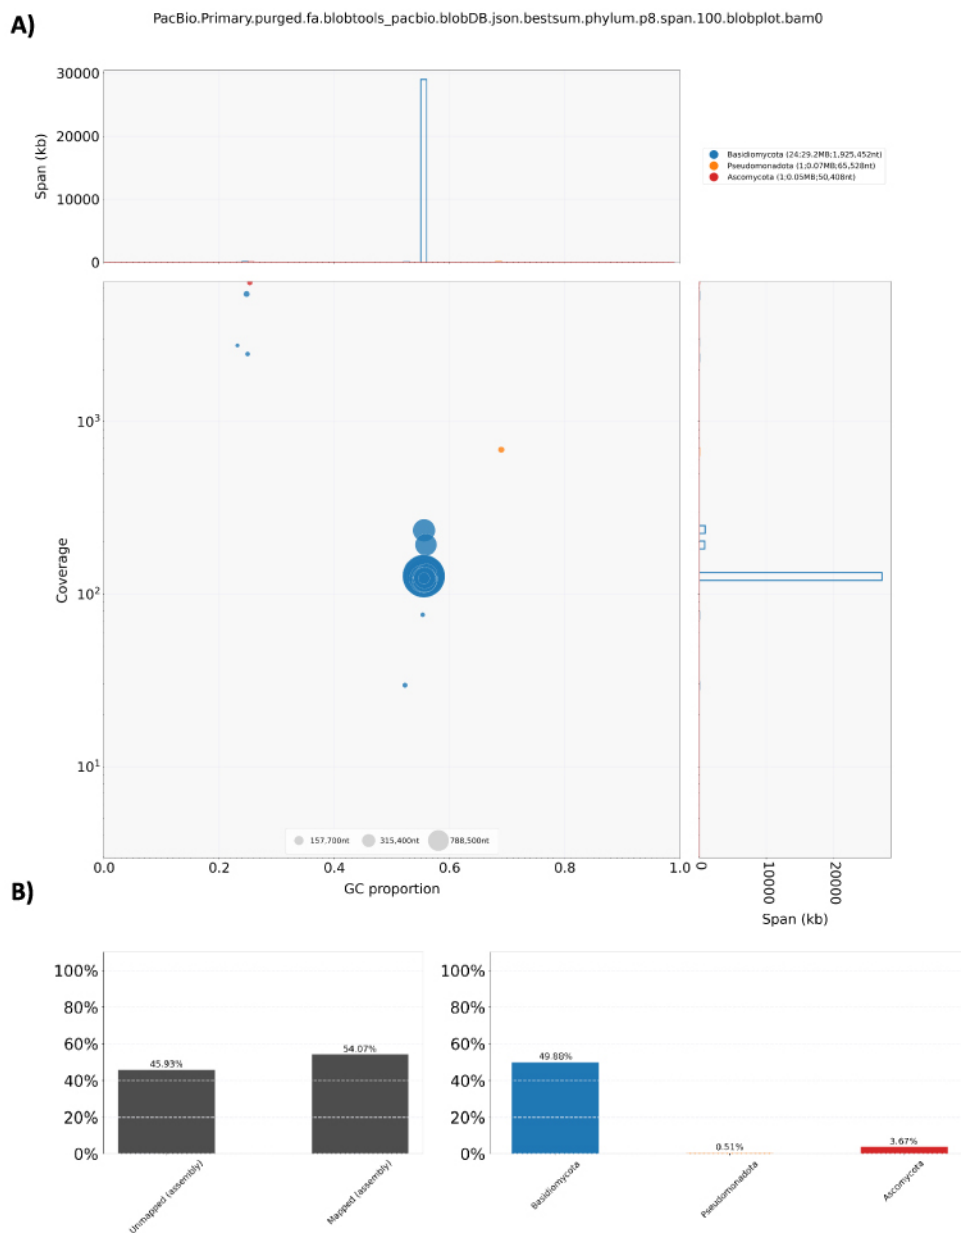 A)
PacBio.Primary.purged.fa.blobtools_pacbio.blobDB.json.bestsum.phylum.p8.span.100.blobplot.bam0
30000
20000
10000
0
Span (kb)
Basidiomycota (24;29.2MB;1,925,452nt)
Pseudomonadota (1;0.07MB;65,528nt)
Ascomycota (1;0.05MB;50,408nt)
10³
10²
10¹
Coverage
157,700nt
315,400nt
788,500nt
0.0
0.2
0.4
0.6
0.8
1.0
GC proportion
0
10000
20000
Span (kb)
B)
100%
80%
60%
40%
20%
0%
45.93%
54.07%
Unmapped (assembly)
Mapped (assembly)
100%
80%
60%
40%
20%
0%
49.88%
0.51%
3.67%
Basidiomycota
Pseudomonadota
Ascomycota